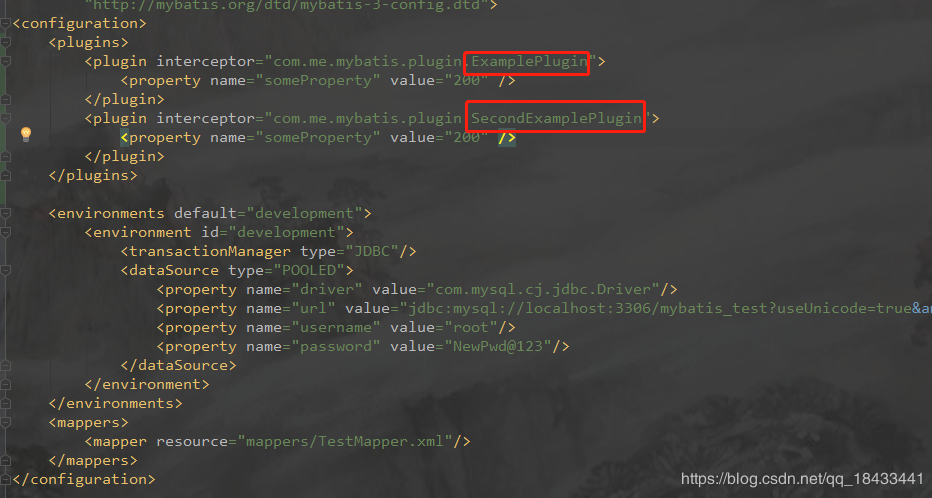 "http://mybatis.org/dtd/mybatis-3-config.dtd">
<configuration>
    <plugins>
        <plugin interceptor="com.me.mybatis.plugin.ExamplePlugin">
            <property name="someProperty" value="200" />
        </plugin>
        <plugin interceptor="com.me.mybatis.plugin.SecondExamplePlugin">
            <property name="someProperty" value="200" />
        </plugin>
    </plugins>
    <environments default="development">
        <environment id="development">
            <transactionManager type="JDBC"/>
            <dataSource type="POOLED">
                <property name="driver" value="com.mysql.cj.jdbc.Driver"/>
                <property name="url" value="jdbc:mysql://localhost:3306/mybatis_test?useUnicode=true&a
                <property name="username" value="root"/>
                <property name="password" value="NewPwd@123"/>
            </dataSource>
        </environment>
    </environments>
    <mappers>
        <mapper resource="mappers/TestMapper.xml"/>
    </mappers>
</configuration>
https://blog.csdn.net/qq_18433441